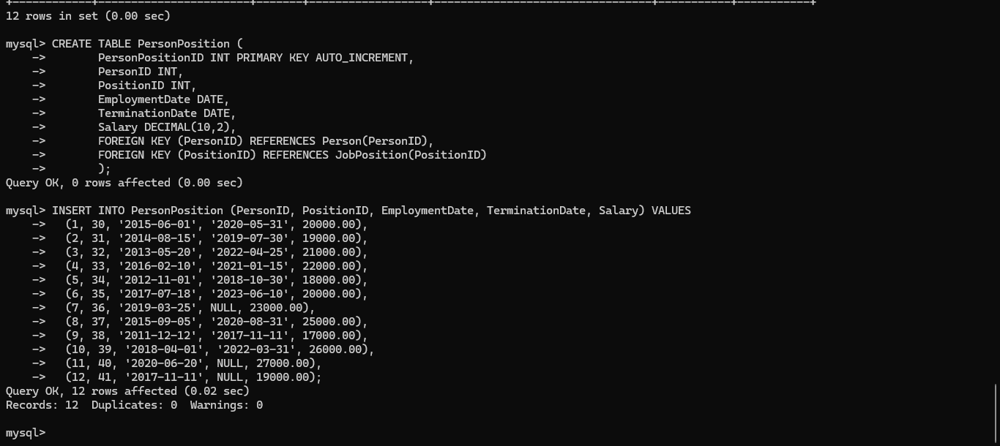 12 rows in set (0.00 sec)
mysql> CREATE TABLE PersonPosition (
    ->        PersonPositionID INT PRIMARY KEY AUTO_INCREMENT,
    ->        PersonID INT,
    ->        PositionID INT,
    ->        EmploymentDate DATE,
    ->        TerminationDate DATE,
    ->        Salary DECIMAL(10,2),
    ->        FOREIGN KEY (PersonID) REFERENCES Person(PersonID),
    ->        FOREIGN KEY (PositionID) REFERENCES JobPosition(PositionID)
    ->        );
Query OK, 0 rows affected (0.00 sec)
mysql> INSERT INTO PersonPosition (PersonID, PositionID, EmploymentDate, TerminationDate, Salary) VALUES
    ->   (1, 30, '2015-06-01', '2020-05-31', 20000.00),
    ->   (2, 31, '2014-08-15', '2019-07-30', 19000.00),
    ->   (3, 32, '2013-05-20', '2022-04-25', 21000.00),
    ->   (4, 33, '2016-02-10', '2021-01-15', 22000.00),
    ->   (5, 34, '2012-11-01', '2018-10-30', 18000.00),
    ->   (6, 35, '2017-07-18', '2023-06-10', 20000.00),
    ->   (7, 36, '2019-03-25', NULL, 23000.00),
    ->   (8, 37, '2015-09-05', '2020-08-31', 25000.00),
    ->   (9, 38, '2011-12-12', '2017-11-11', 17000.00),
    ->   (10, 39, '2018-04-01', '2022-03-31', 26000.00),
    ->   (11, 40, '2020-06-20', NULL, 27000.00),
    ->   (12, 41, '2017-11-11', NULL, 19000.00);
Query OK, 12 rows affected (0.02 sec)
Records: 12  Duplicates: 0  Warnings: 0
mysql>